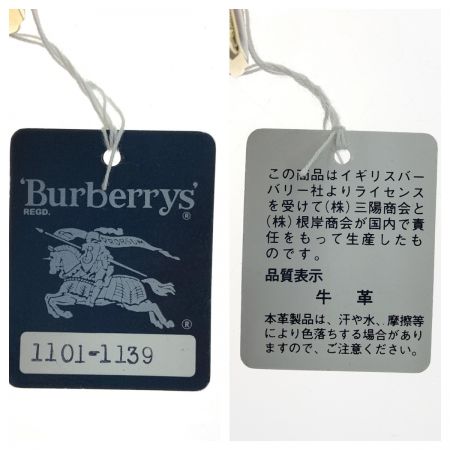 'Burberrys'
REGD.
®
PRORSUM
®
1101-1139
この商品はイギリスバー
バリー社よりライセンス
を受けて(株)三陽商会と
(株)根岸商会が国内で責
任をもって生産したも
のです。
品質表示
牛革
本革製品は、汗や水、摩擦等
により色落ちする場合があり
ますので、ご注意ください。